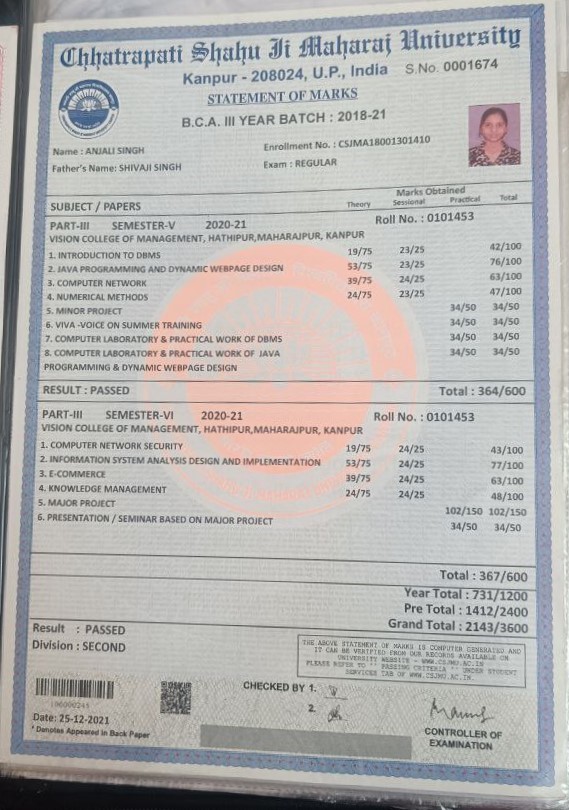 Chhatrapati Shahu Ji Maharaj University
Kanpur - 208024, U.P., India S.No. 0001674
STATEMENT OF MARKS
B.C.A. III YEAR BATCH : 2018-21
Name : ANJALI SINGH Enrollment No. : CSJMA18001301410
Father's Name: SHIVAJI SINGH Exam : REGULAR
SUBJECT / PAPERS Marks Obtained
Theory Sessional Practical Total
PART-III SEMESTER-V 2020-21 Roll No. : 0101453
VISION COLLEGE OF MANAGEMENT, HATHIPUR,MAHARAJPUR, KANPUR
1. INTRODUCTION TO DBMS 19/75 23/25 42/100
2. JAVA PROGRAMMING AND DYNAMIC WEBPAGE DESIGN 53/75 23/25 76/100
3. COMPUTER NETWORK 39/75 24/25 63/100
4. NUMERICAL METHODS 24/75 23/25 47/100
5. MINOR PROJECT 34/50 34/50
6. VIVA -VOICE ON SUMMER TRAINING 34/50 34/50
7. COMPUTER LABORATORY & PRACTICAL WORK OF DBMS 34/50 34/50
8. COMPUTER LABORATORY & PRACTICAL WORK OF JAVA 34/50 34/50
PROGRAMMING & DYNAMIC WEBPAGE DESIGN
RESULT : PASSED Total : 364/600
PART-III SEMESTER-VI 2020-21 Roll No. : 0101453
VISION COLLEGE OF MANAGEMENT, HATHIPUR,MAHARAJPUR, KANPUR
1. COMPUTER NETWORK SECURITY 19/75 24/25 43/100
2. INFORMATION SYSTEM ANALYSIS DESIGN AND IMPLEMENTATION 53/75 24/25 77/100
3. E-COMMERCE 39/75 24/25 63/100
4. KNOWLEDGE MANAGEMENT 24/75 24/25 48/100
5. MAJOR PROJECT 102/150 102/150
6. PRESENTATION / SEMINAR BASED ON MAJOR PROJECT 34/50 34/50
Total : 367/600
Year Total : 731/1200
Pre Total : 1412/2400
Grand Total : 2143/3600
Result : PASSED
Division : SECOND
THE ABOVE STATEMENT OF MARKS IS COMPUTER GENERATED AND
IT CAN BE VERIFIED FROM OUR RECORDS AVAILABLE ON
UNIVERSITY WEBSITE - WWW.CSJMU.AC.IN
PLEASE REFER TO '' PASSING CRITERIA '' UNDER STUDENT
SERVICES TAB OF WWW.CSJMU.AC.IN.
CHECKED BY 1.
2.
Date: 25-12-2021
* Denotes Appeared in Back Paper
CONTROLLER OF
EXAMINATION